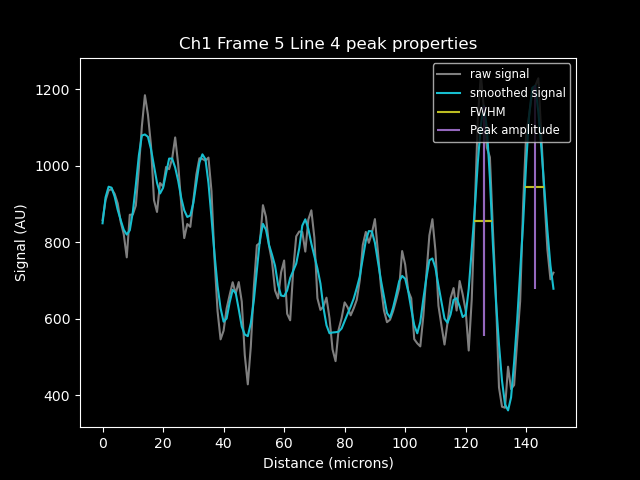 Ch1 Frame 5 Line 4 peak properties
raw signal
smoothed signal
FWHM
Peak amplitude
Signal (AU)
1200
1000
800
600
400
0 20 40 60 80 100 120 140
Distance (microns)